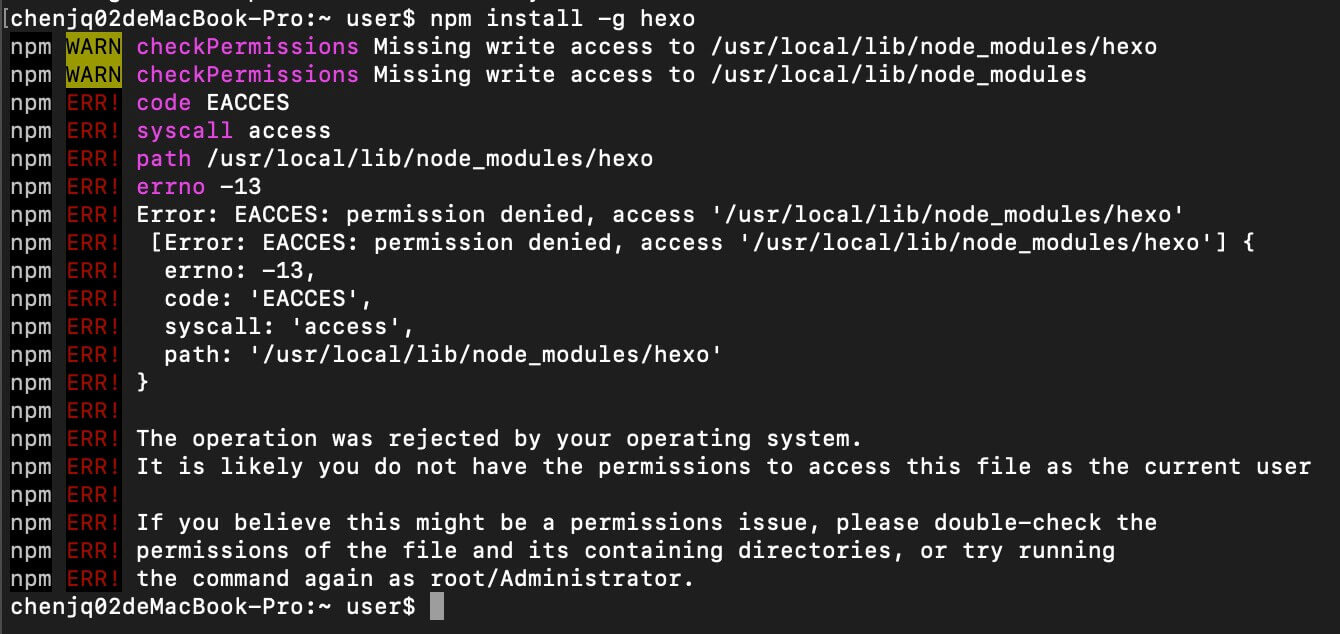 [chenjq02deMacBook-Pro:~ user$ npm install -g hexo
npm WARN checkPermissions Missing write access to /usr/local/lib/node_modules/hexo
npm WARN checkPermissions Missing write access to /usr/local/lib/node_modules
npm ERR! code EACCES
npm ERR! syscall access
npm ERR! path /usr/local/lib/node_modules/hexo
npm ERR! errno -13
npm ERR! Error: EACCES: permission denied, access '/usr/local/lib/node_modules/hexo'
npm ERR!  [Error: EACCES: permission denied, access '/usr/local/lib/node_modules/hexo'] {
npm ERR!   errno: -13,
npm ERR!   code: 'EACCES',
npm ERR!   syscall: 'access',
npm ERR!   path: '/usr/local/lib/node_modules/hexo'
npm ERR! }
npm ERR!
npm ERR! The operation was rejected by your operating system.
npm ERR! It is likely you do not have the permissions to access this file as the current user
npm ERR!
npm ERR! If you believe this might be a permissions issue, please double-check the
npm ERR! permissions of the file and its containing directories, or try running
npm ERR! the command again as root/Administrator.
chenjq02deMacBook-Pro:~ user$